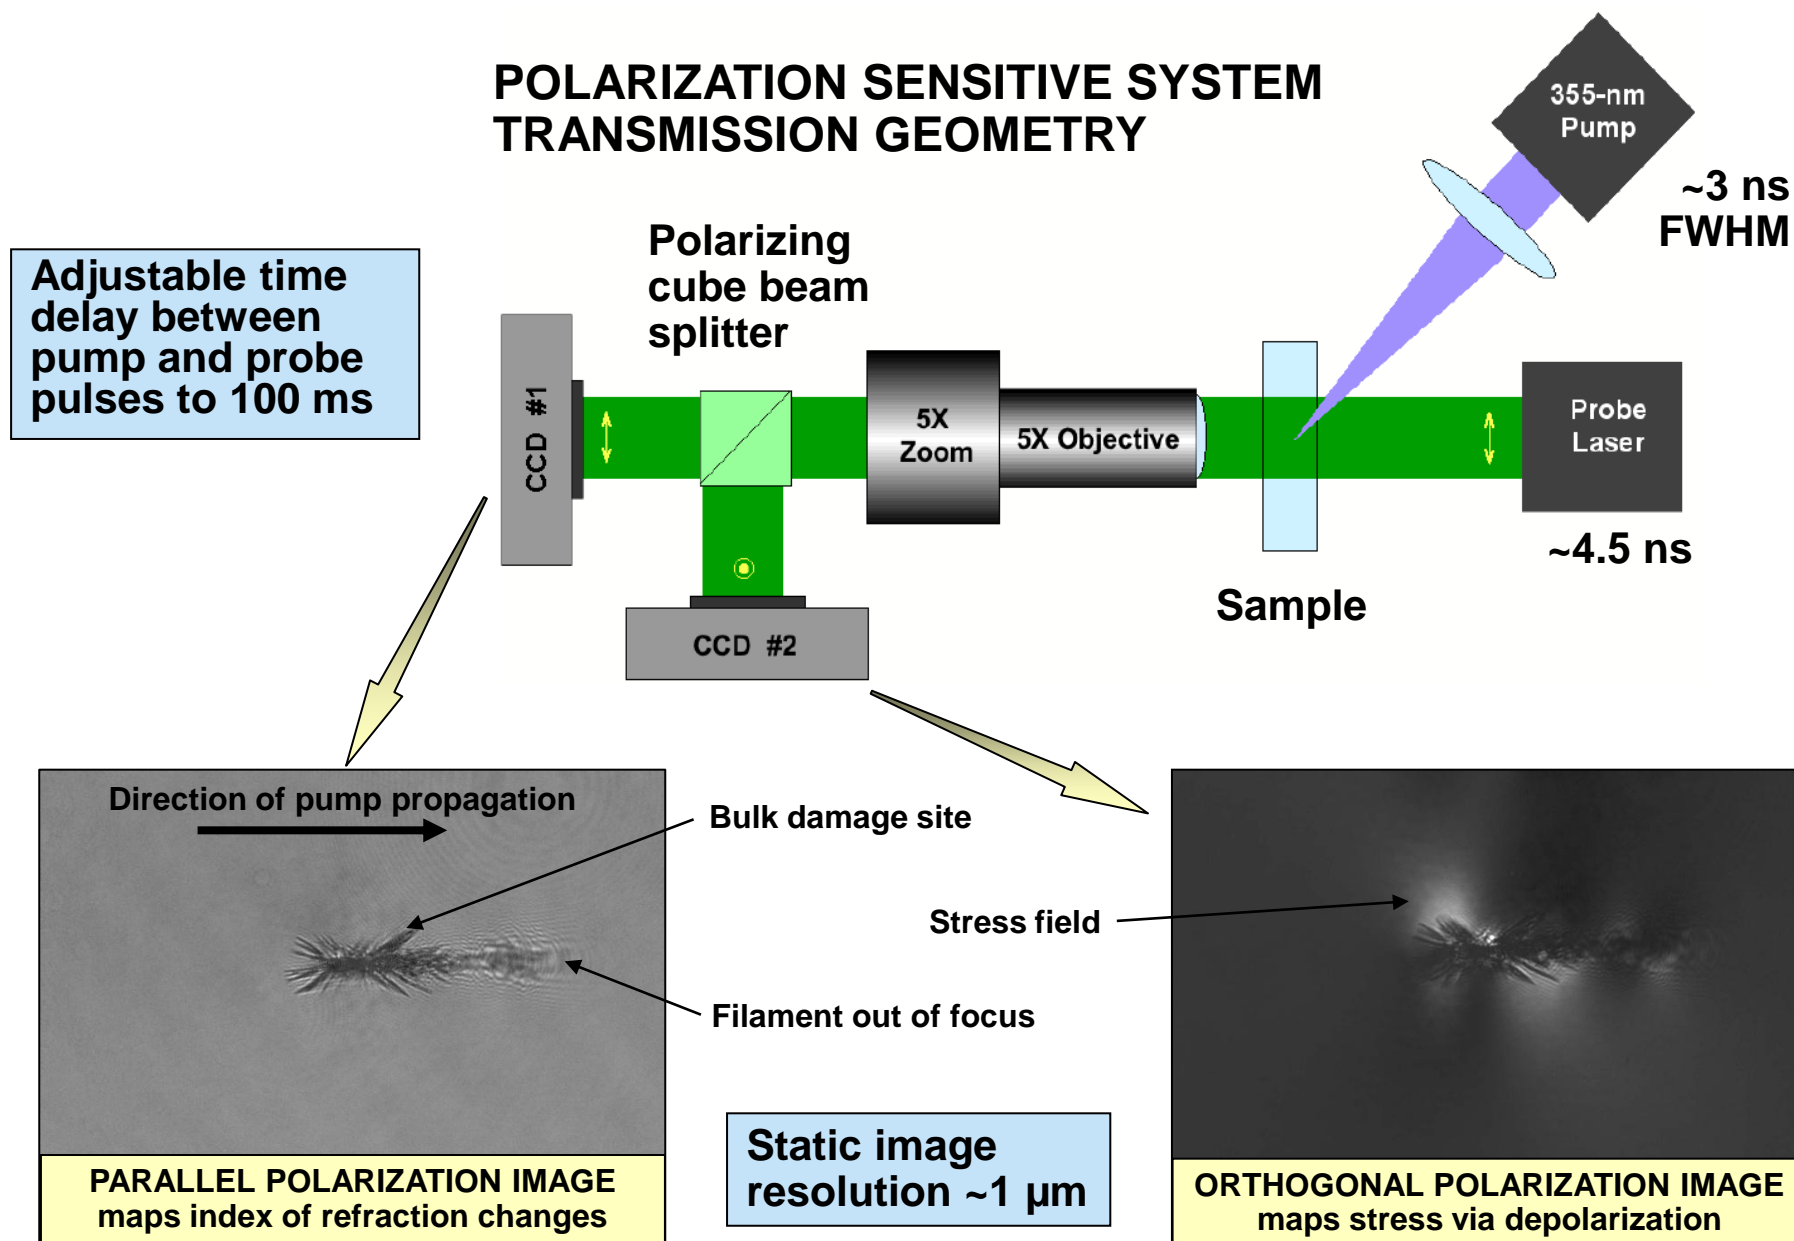 POLARIZATION SENSITIVE SYSTEM
TRANSMISSION GEOMETRY
355-nm
Pump
~3 ns
FWHM
Adjustable time
delay between
pump and probe
pulses to 100 ms
Polarizing
cube beam
splitter
CCD #1
5X
Zoom
5X Objective
Probe
Laser
~4.5 ns
Sample
CCD #2
Direction of pump propagation
Bulk damage site
Stress field
Filament out of focus
Static image
resolution ~1 µm
PARALLEL POLARIZATION IMAGE
maps index of refraction changes
ORTHOGONAL POLARIZATION IMAGE
maps stress via depolarization